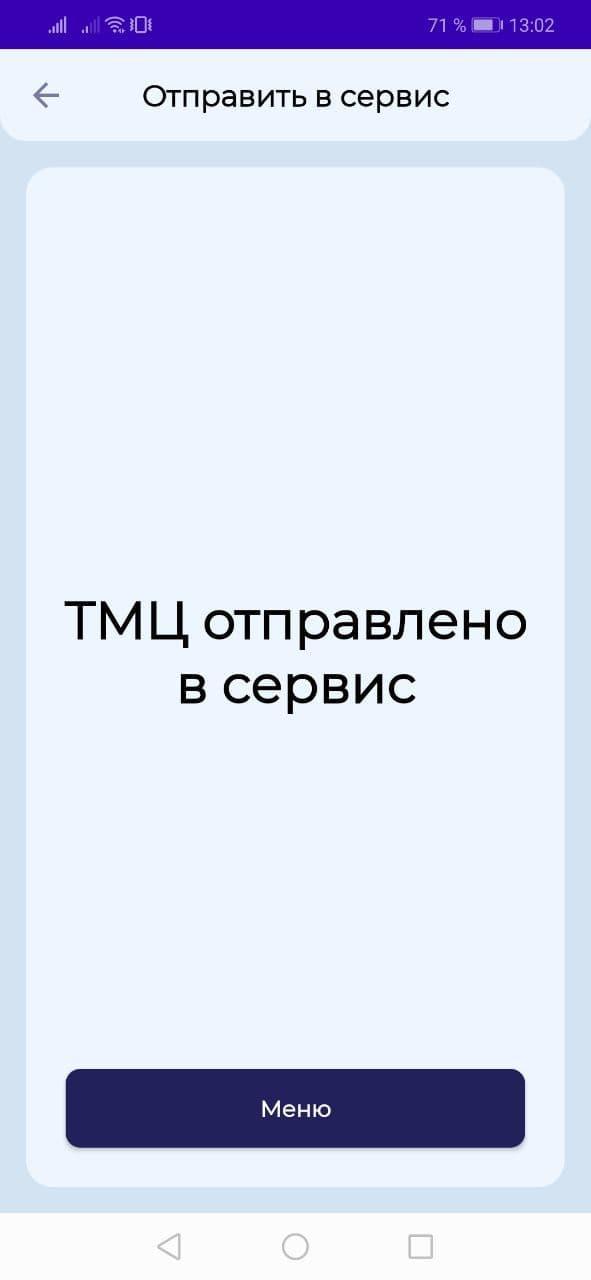 71 % 13:02
Отправить в сервис
ТМЦ отправлено
в сервис
Меню